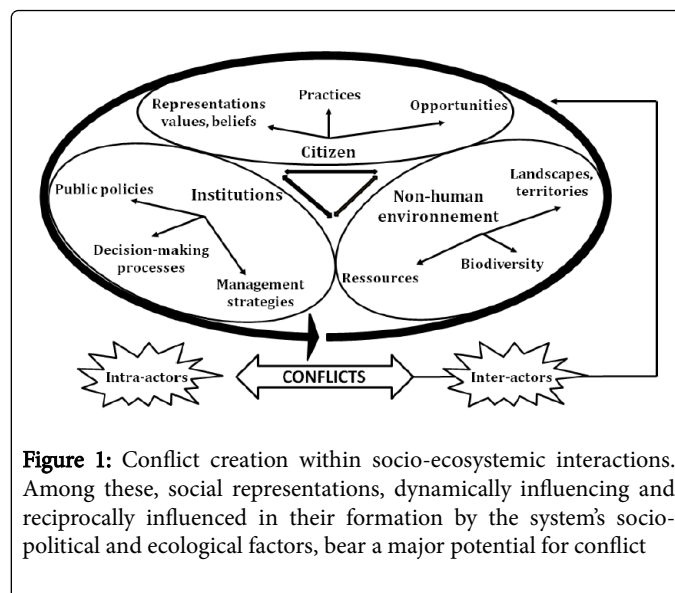 Practices
Representations
values, beliefs
Opportunities
Citizen
Landscapes,
territories
Public policies
Institutions
Non-human
environnement
Decision-making
processes
Biodiversity
Ressources
Management
strategies
Intra-actors
CONFLICTS
Inter-actors
Figure 1: Conflict creation within socio-ecosystemic interactions.
Among these, social representations, dynamically influencing and
reciprocally influenced in their formation by the system's socio-
political and ecological factors, bear a major potential for conflict